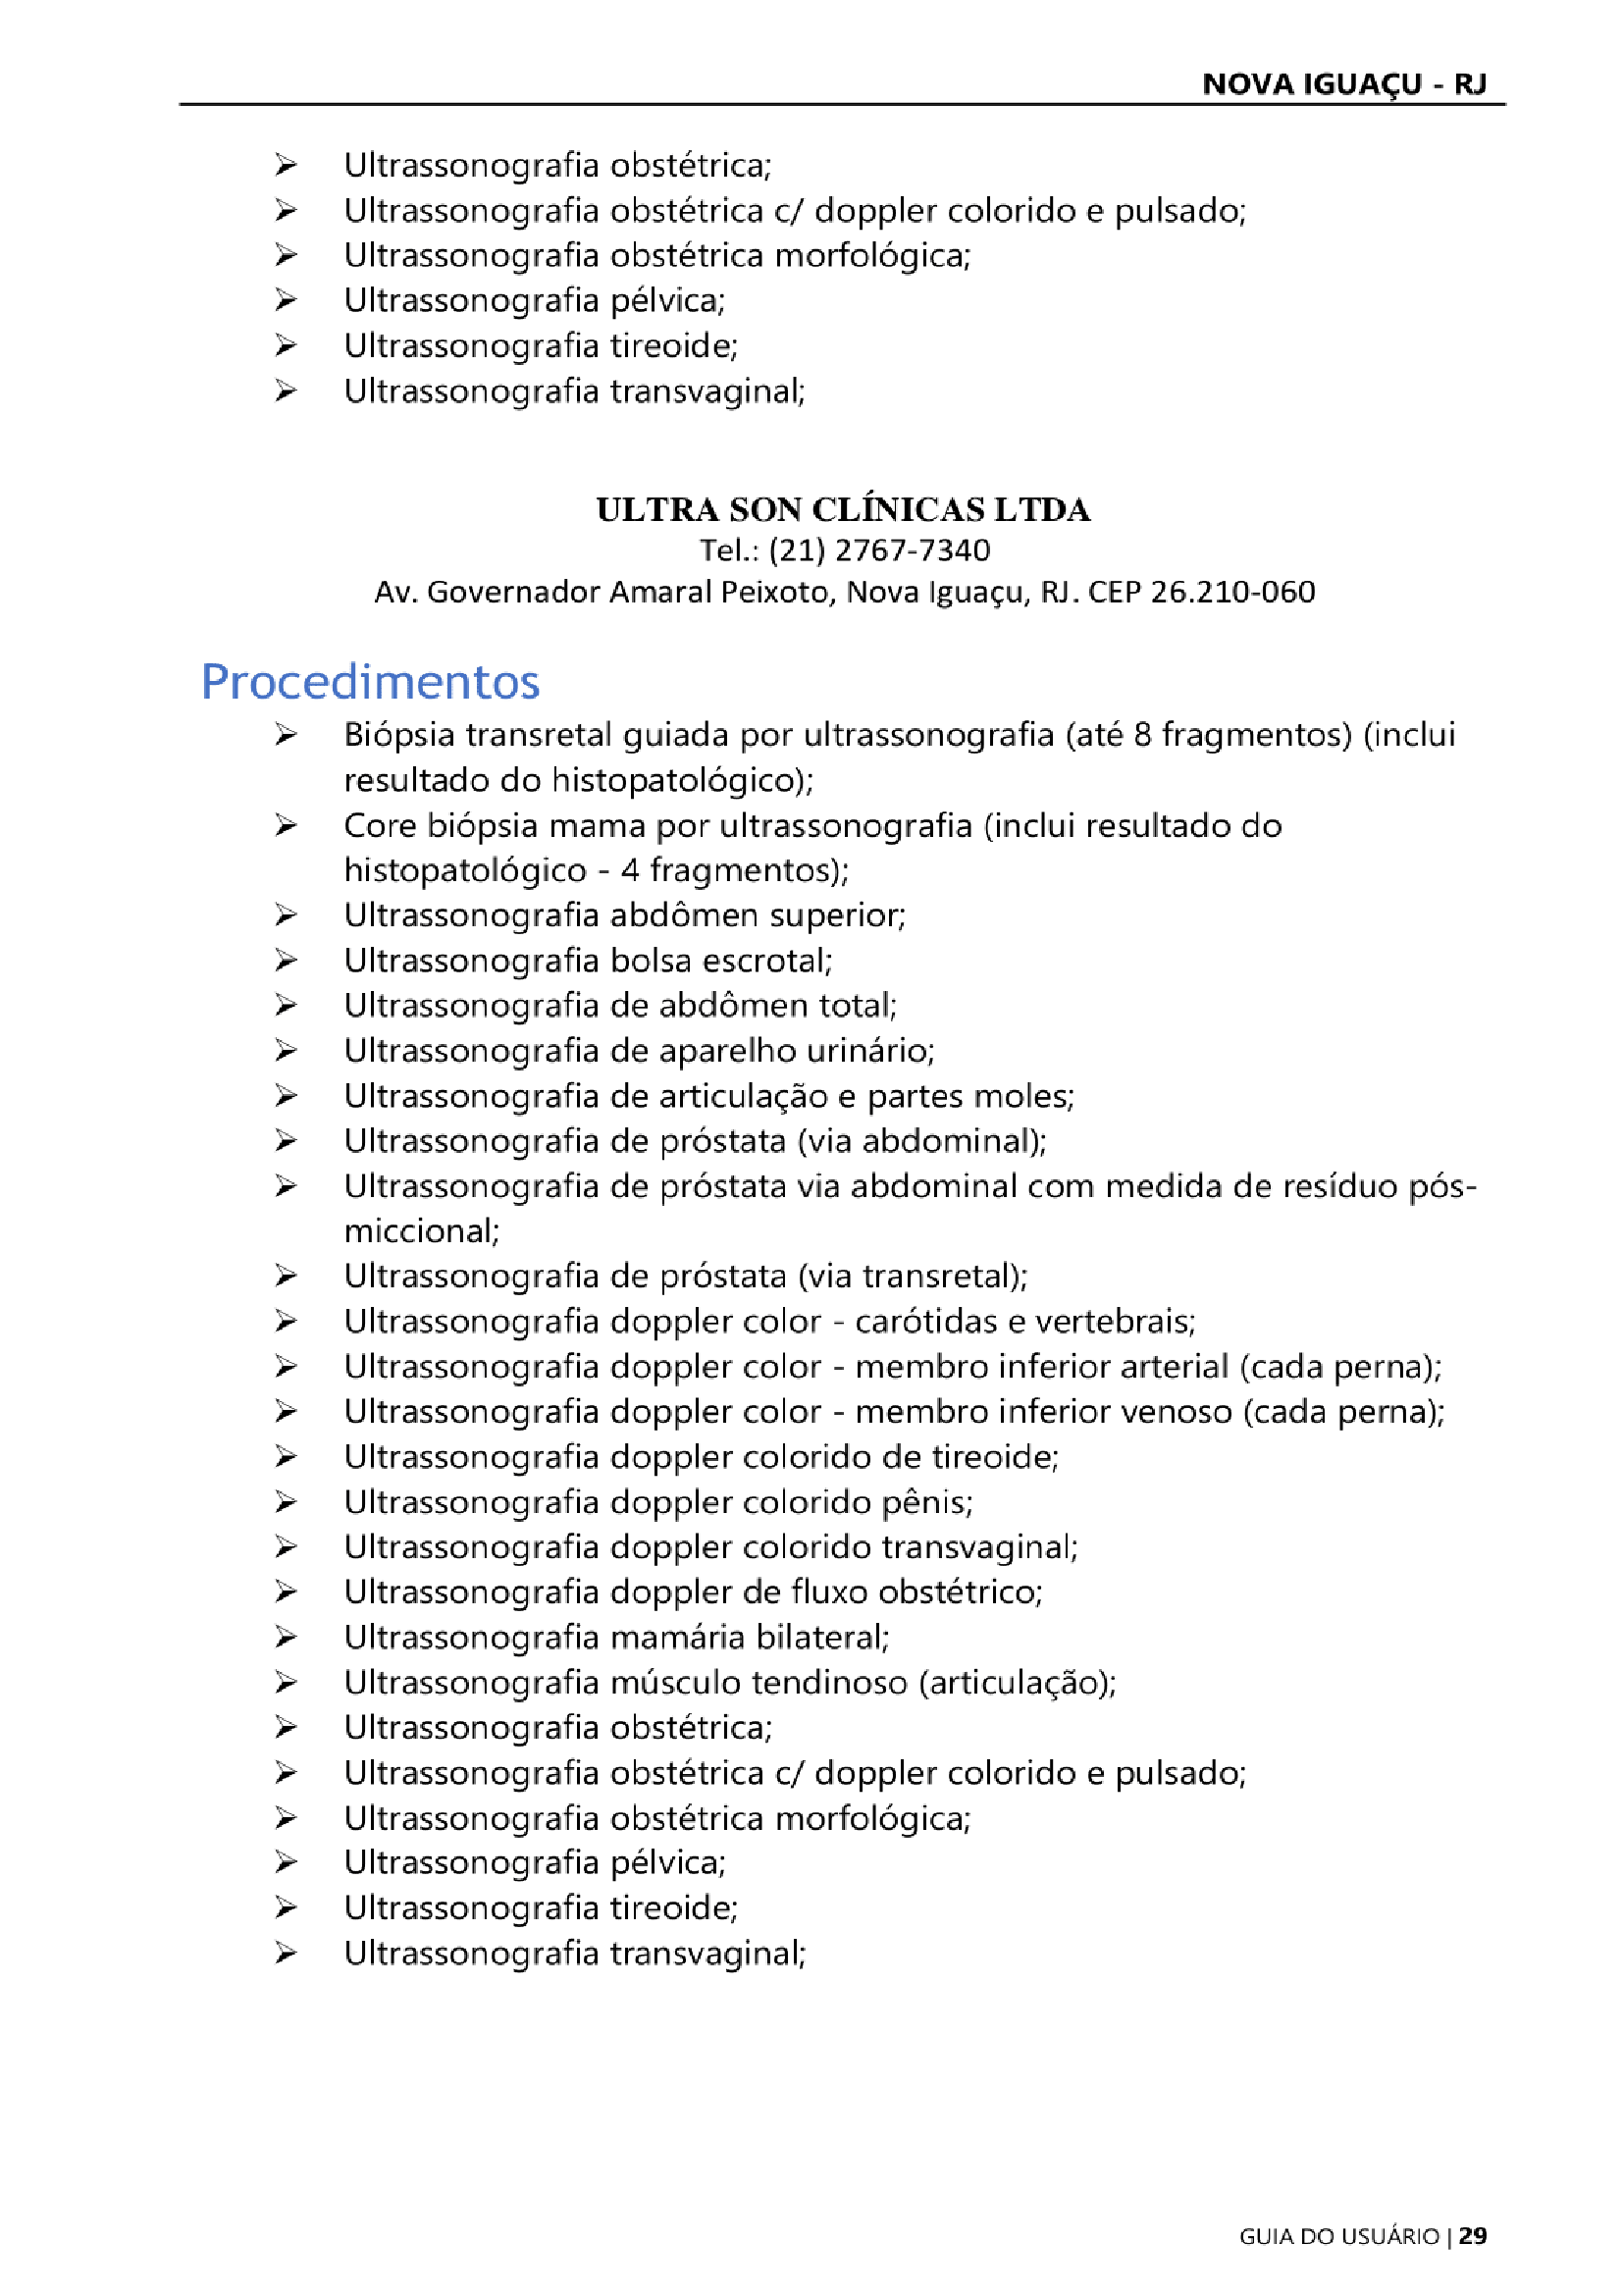 NOVA IGUAÇU - RJ
➢ Ultrassonografia obstétrica;
➢ Ultrassonografia obstétrica c/ doppler colorido e pulsado;
➢ Ultrassonografia obstétrica morfológica;
➢ Ultrassonografia pélvica;
➢ Ultrassonografia tireoide;
➢ Ultrassonografia transvaginal;
ULTRA SON CLÍNICAS LTDA
Tel.: (21) 2767-7340
Av. Governador Amaral Peixoto, Nova Iguaçu, RJ. CEP 26.210-060
Procedimentos
➢ Biópsia transretal guiada por ultrassonografia (até 8 fragmentos) (inclui
resultado do histopatológico);
➢ Core biópsia mama por ultrassonografia (inclui resultado do
histopatológico - 4 fragmentos);
➢ Ultrassonografia abdômen superior;
➢ Ultrassonografia bolsa escrotal;
➢ Ultrassonografia de abdômen total;
➢ Ultrassonografia de aparelho urinário;
➢ Ultrassonografia de articulação e partes moles;
➢ Ultrassonografia de próstata (via abdominal);
➢ Ultrassonografia de próstata via abdominal com medida de resíduo pós-
miccional;
➢ Ultrassonografia de próstata (via transretal);
➢ Ultrassonografia doppler color - carótidas e vertebrais;
➢ Ultrassonografia doppler color - membro inferior arterial (cada perna);
➢ Ultrassonografia doppler color - membro inferior venoso (cada perna);
➢ Ultrassonografia doppler colorido de tireoide;
➢ Ultrassonografia doppler colorido pênis;
➢ Ultrassonografia doppler colorido transvaginal;
➢ Ultrassonografia doppler de fluxo obstétrico;
➢ Ultrassonografia mamária bilateral;
➢ Ultrassonografia músculo tendinoso (articulação);
➢ Ultrassonografia obstétrica;
➢ Ultrassonografia obstétrica c/ doppler colorido e pulsado;
➢ Ultrassonografia obstétrica morfológica;
➢ Ultrassonografia pélvica;
➢ Ultrassonografia tireoide;
➢ Ultrassonografia transvaginal;
GUIA DO USUÁRIO | 29